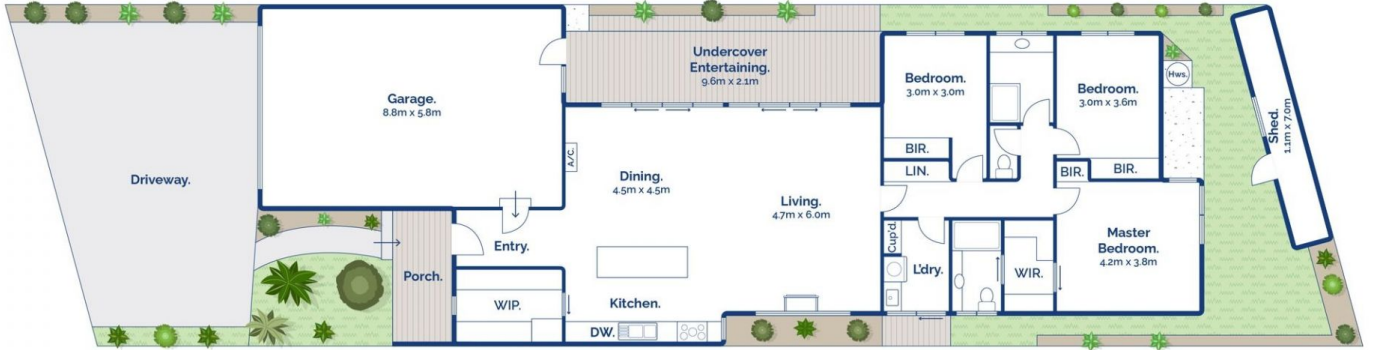 Driveway.
Garage.
8.8m x 5.8m
Undercover
Entertaining.
9.6m x 2.1m
A/C.
Dining.
4.5m x 4.5m
Living.
4.7m x 6.0m
Entry.
Porch.
WIP.
Kitchen.
DW.
Bedroom.
3.0m x 3.0m
BIR.
LIN.
Bedroom.
3.0m x 3.6m
BIR.
BIR.
Hws.
Cup'd.
L'dry.
WIR.
Master
Bedroom.
4.2m x 3.8m
Shed.
1.1m x 7.0m